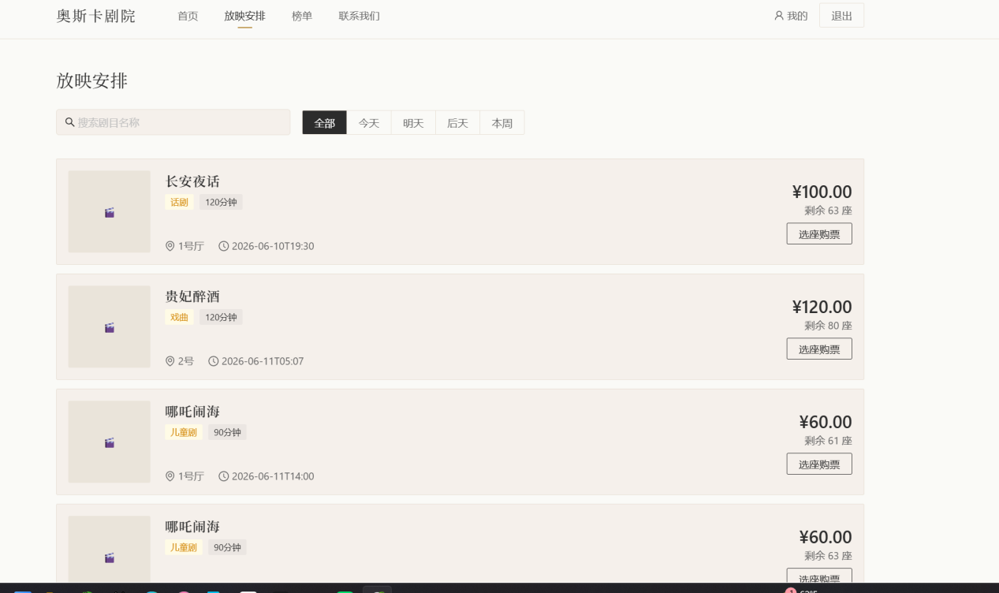 奥斯卡剧院 首页 放映安排 榜单 联系我们 我的 退出
放映安排
搜索剧目名称 全部 今天 明天 后天 本周
长安夜话
话剧 120分钟
1号厅 2026-06-10T19:30
¥100.00
剩余 63 座
选座购票
贵妃醉酒
戏曲 120分钟
2号 2026-06-11T05:07
¥120.00
剩余 80 座
选座购票
哪吒闹海
儿童剧 90分钟
1号厅 2026-06-11T14:00
¥60.00
剩余 61 座
选座购票
哪吒闹海
儿童剧 90分钟
¥60.00
剩余 63 座
选座购票